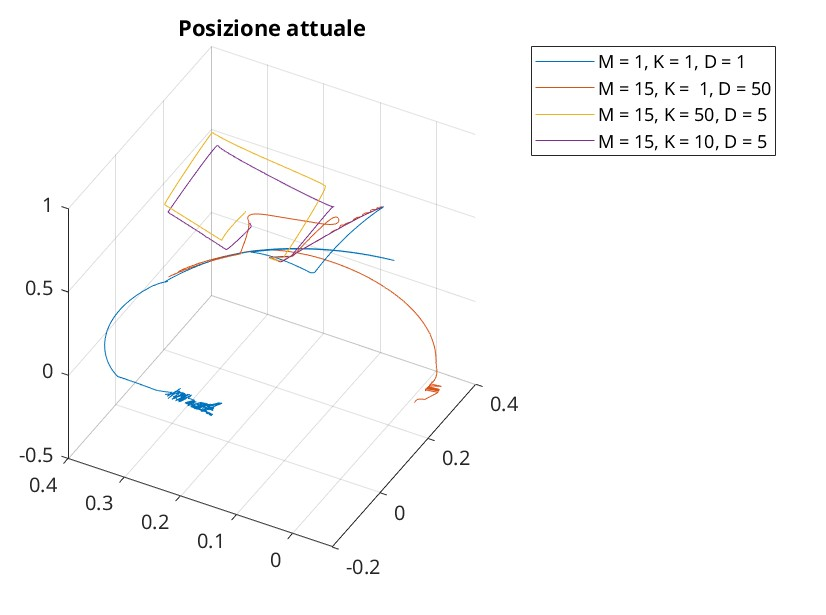 Posizione attuale
M = 1, K = 1, D = 1
M = 15, K =  1, D = 50
M = 15, K = 50, D = 5
M = 15, K = 10, D = 5
1
0.5
0
-0.5
0.4
0.3
0.2
0.1
0
-0.2
0
0.2
0.4